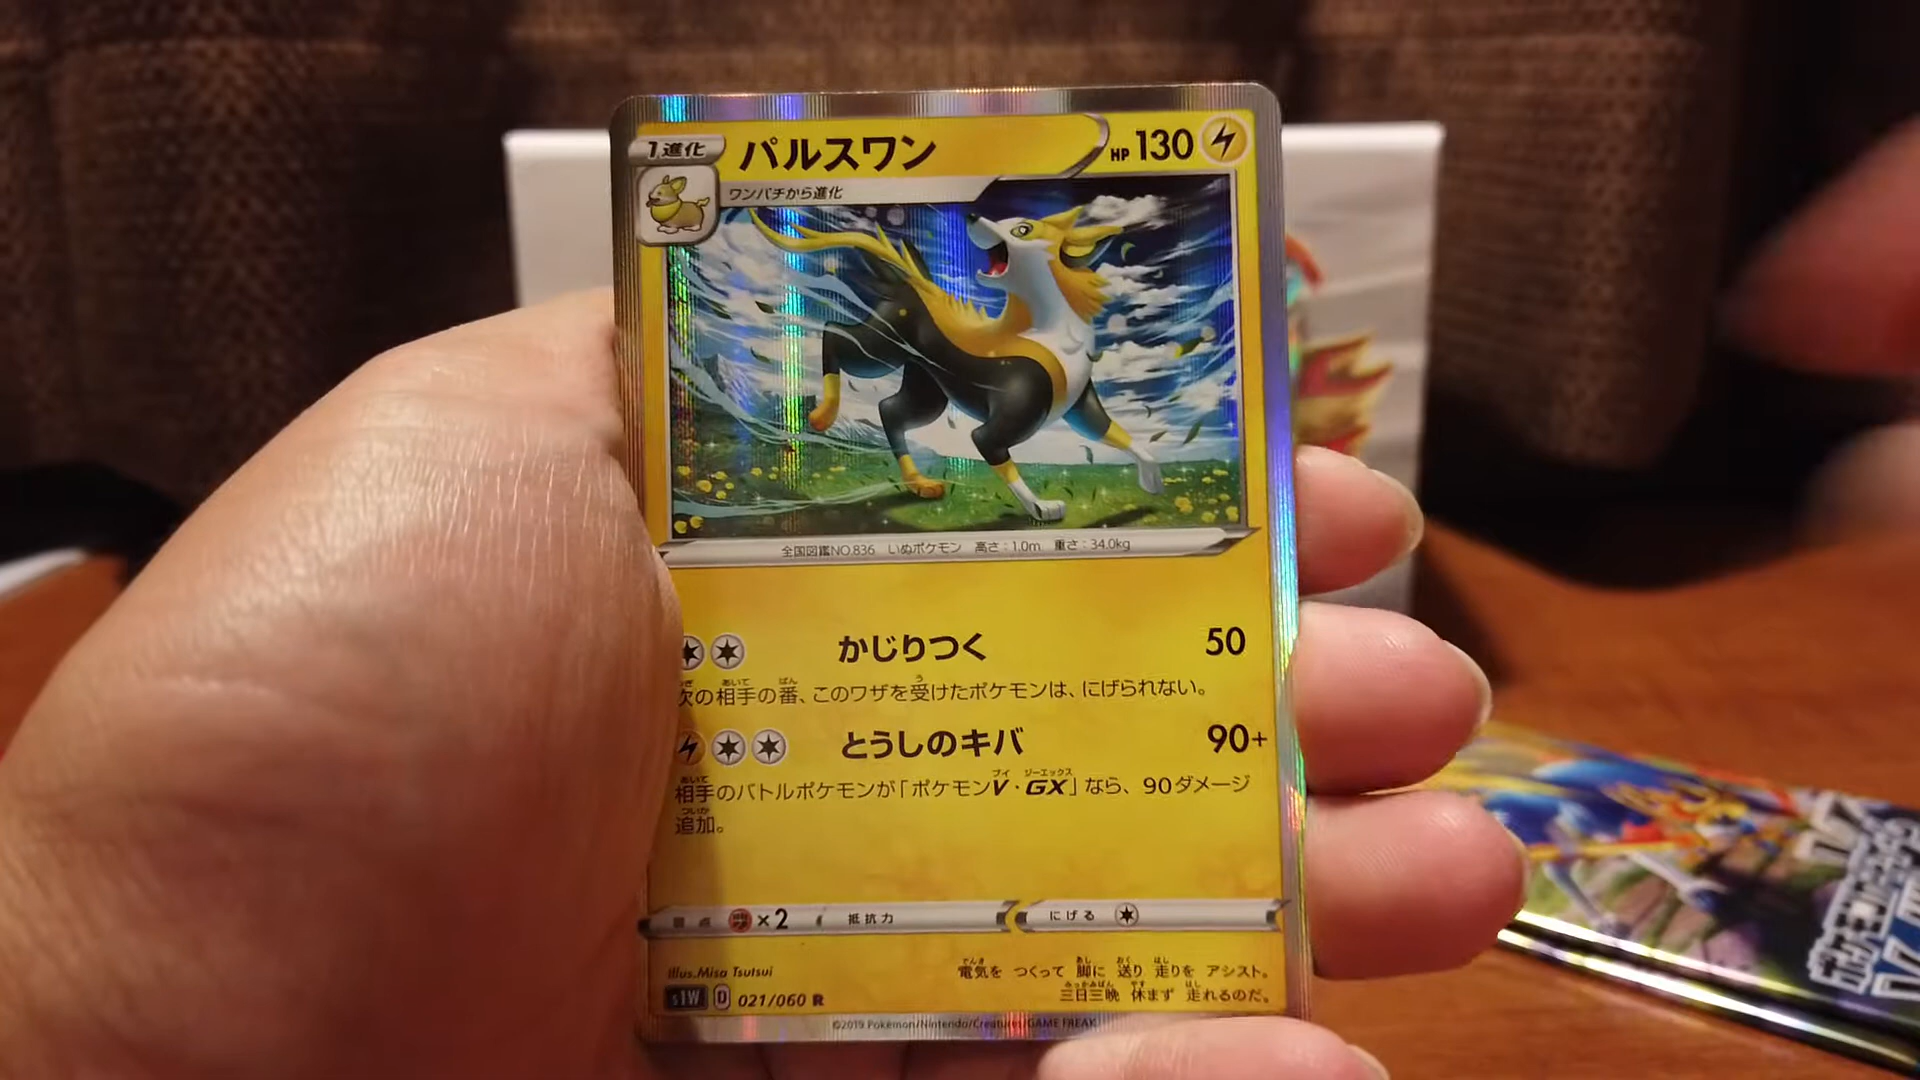 1進化
パルスワン
HP 130
ワンパチから進化
全国図鑑NO.836 いぬポケモン 高さ:1.0m 重さ:34.0kg
かじりつく 50
次の相手の番、このワザを受けたポケモンは、にげられない。
とうしのキバ 90+
相手のバトルポケモンが「ポケモンV・GX」なら、90ダメージ
追加。
弱点 ×2 抵抗力 にげる
Illus.Misa Tsutsui
電気を つくって 脚に 送り 走りを アシスト。
三日三晩 休まず 走れるのだ。
s1W D 021/060 R
©2019 Pokémon/Nintendo/Creatures/GAME FREAK